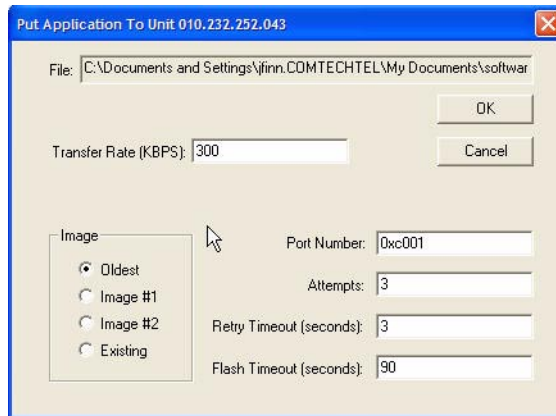 Put Application To Unit 010.232.252.043
File: C:\Documents and Settings\jfinn.COMTECHTEL\My Documents\softwar
OK
Transfer Rate (KBPS): 300
Cancel
Image
Oldest
Image #1
Image #2
Existing
Port Number: 0xc001
Attempts: 3
Retry Timeout (seconds): 3
Flash Timeout (seconds): 90